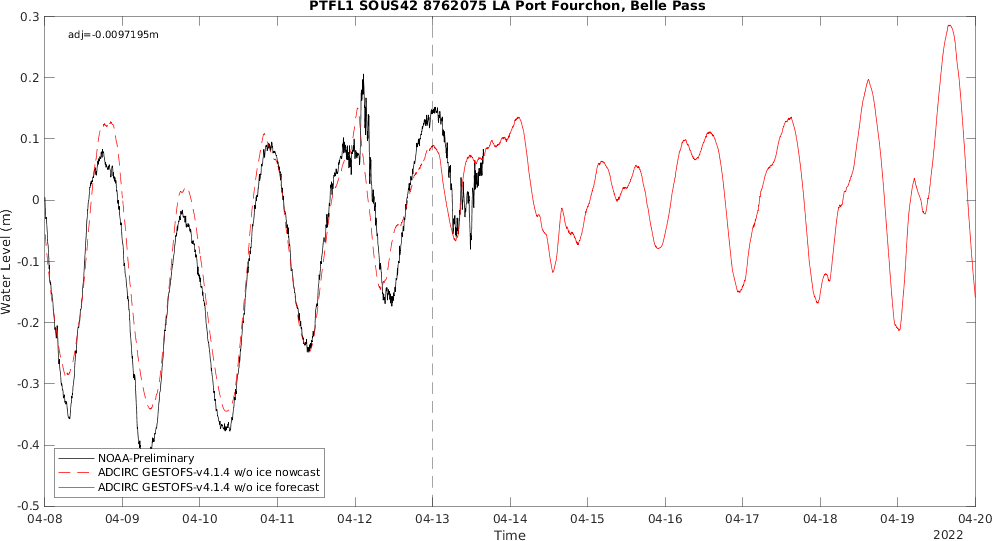 PTFL1 SOUS42 8762075 LA Port Fourchon, Belle Pass
adj=-0.0097195m
0.3
0.2
0.1
0
-0.1
-0.2
-0.3
-0.4
-0.5
Water Level (m)
NOAA-Preliminary
ADCIRC GESTOFS-v4.1.4 w/o ice nowcast
ADCIRC GESTOFS-v4.1.4 w/o ice forecast
04-08 04-09 04-10 04-11 04-12 04-13 04-14 04-15 04-16 04-17 04-18 04-19 04-20
Time
2022